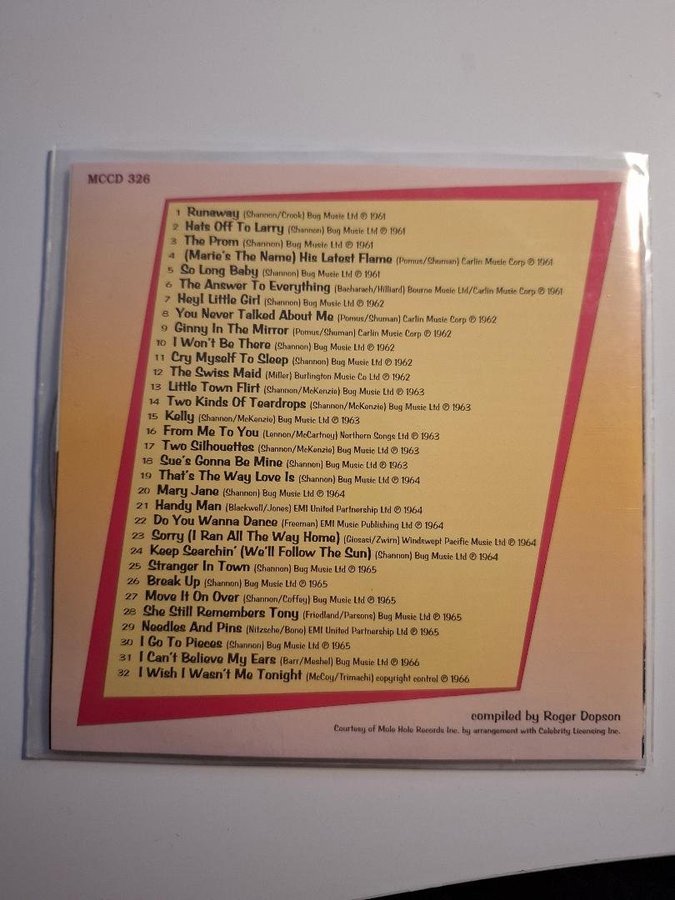 MCCD 326
1 Runaway (Shannon/Crook) Bug Music Ltd ℗ 1961
2 Hats Off To Larry (Shannon) Bug Music Ltd ℗ 1961
3 The Prom (Shannon) Bug Music Ltd ℗ 1961
4 (Marie's The Name) His Latest Flame (Pomus/Shuman) Carlin Music Corp ℗ 1961
5 So Long Baby (Shannon) Bug Music Ltd ℗ 1961
6 The Answer To Everything (Bacharach/Hilliard) Bourne Music Ltd/Carlin Music Corp ℗ 1961
7 Hey! Little Girl (Shannon) Bug Music Ltd ℗ 1962
8 You Never Talked About Me (Pomus/Shuman) Carlin Music Corp ℗ 1962
9 Ginny In The Mirror (Pomus/Shuman) Carlin Music Corp ℗ 1962
10 I Won't Be There (Shannon) Bug Music Ltd ℗ 1962
11 Cry Myself To Sleep (Shannon) Bug Music Ltd ℗ 1962
12 The Swiss Maid (Miller) Burlington Music Co Ltd ℗ 1962
13 Little Town Flirt (Shannon/McKenzie) Bug Music Ltd ℗ 1963
14 Two Kinds Of Teardrops (Shannon/McKenzie) Bug Music Ltd ℗ 1963
15 Kelly (Shannon/McKenzie) Bug Music Ltd ℗ 1963
16 From Me To You (Lennon/McCartney) Northern Songs Ltd ℗ 1963
17 Two Silhouettes (Shannon/McKenzie) Bug Music Ltd ℗ 1963
18 Sue's Gonna Be Mine (Shannon) Bug Music Ltd ℗ 1963
19 That's The Way Love Is (Shannon) Bug Music Ltd ℗ 1964
20 Mary Jane (Shannon) Bug Music Ltd ℗ 1964
21 Handy Man (Blackwell/Jones) EMI United Partnership Ltd ℗ 1964
22 Do You Wanna Dance (Freeman) EMI Music Publishing Ltd ℗ 1964
23 Sorry (I Ran All The Way Home) (Giosasi/Zwirn) Windswept Pacific Music Ltd ℗ 1964
24 Keep Searchin' (We'll Follow The Sun) (Shannon) Bug Music Ltd ℗ 1964
25 Stranger In Town (Shannon) Bug Music Ltd ℗ 1965
26 Break Up (Shannon) Bug Music Ltd ℗ 1965
27 Move It On Over (Shannon/Coffey) Bug Music Ltd ℗ 1965
28 She Still Remembers Tony (Friedland/Parsons) Bug Music Ltd ℗ 1965
29 Needles And Pins (Nitzsche/Bono) EMI United Partnership Ltd ℗ 1965
30 I Go To Pieces (Shannon) Bug Music Ltd ℗ 1965
31 I Can't Believe My Ears (Barr/Meshel) Bug Music Ltd ℗ 1966
32 I Wish I Wasn't Me Tonight (McCoy/Trimachi) copyright control ℗ 1966
compiled by Roger Dopson
Courtesy of Mole Hole Records Inc. by arrangement with Celebrity Licensing Inc.